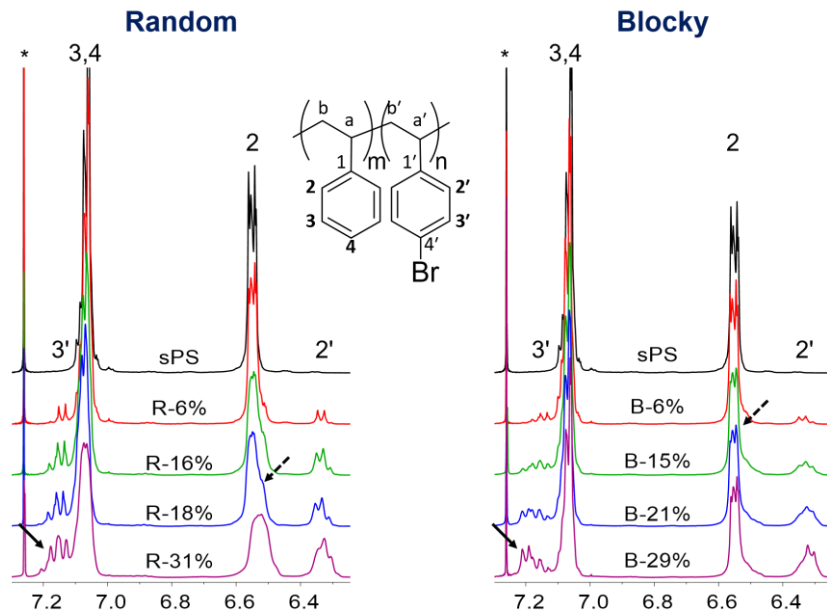 Random
* 3,4
2
3'
2'
sPS
R-6%
R-16%
R-18%
R-31%
7.2 7.0 6.8 6.6 6.4
b a b' a'
m n
1 1'
2 2'
3 3'
4 4'
Br
Blocky
* 3,4
2
3'
2'
sPS
B-6%
B-15%
B-21%
B-29%
7.2 7.0 6.8 6.6 6.4